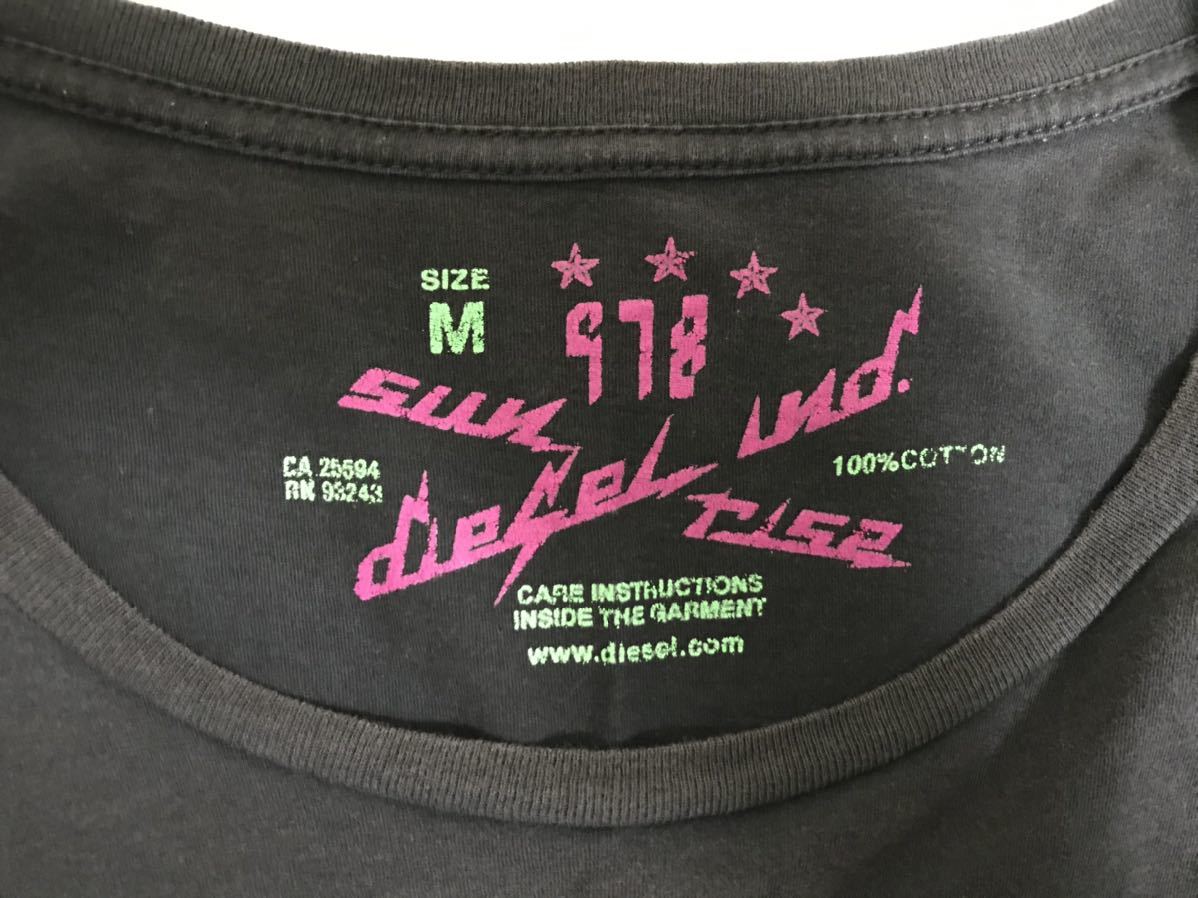 SIZE
M
978
sun
diesel ind.
rise
CA 25594
RN 93243
100%COTTON
CARE INSTRUCTIONS
INSIDE THE GARMENT
www.diesel.com